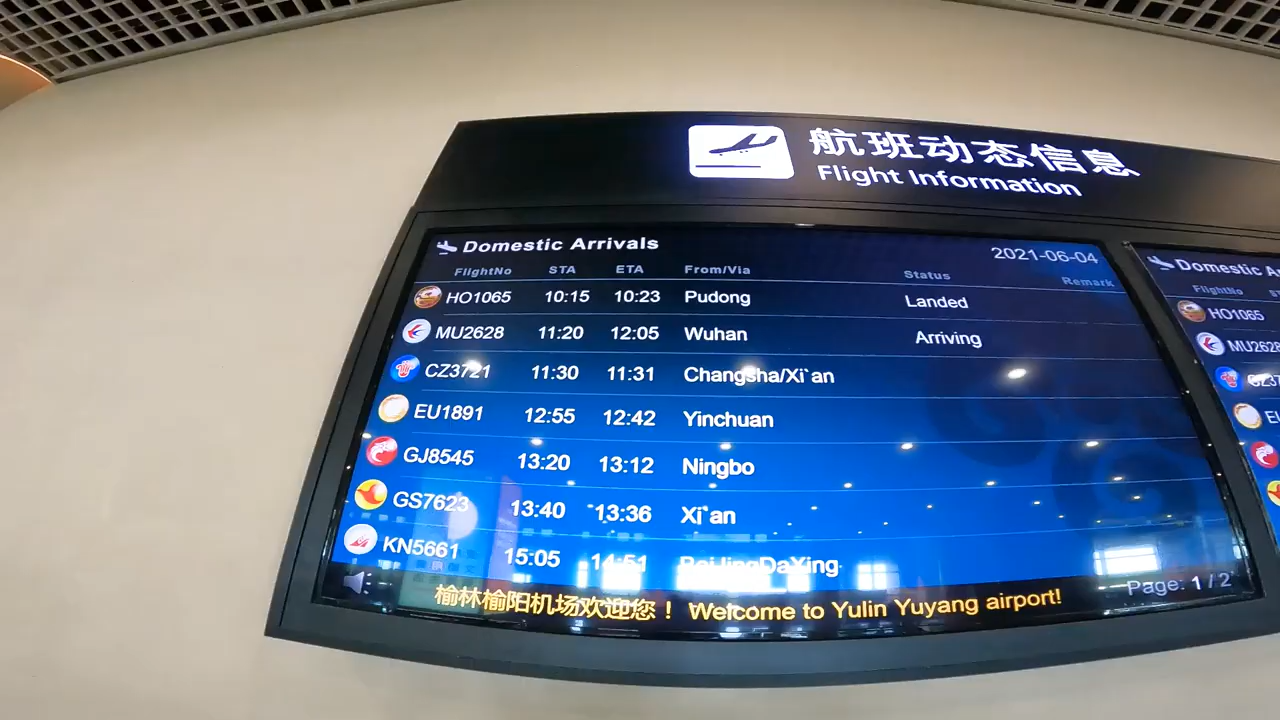 航班动态信息
Flight Information
Domestic Arrivals 2021-06-04
FlightNo STA ETA From/Via Status Remark
HO1065 10:15 10:23 Pudong Landed
MU2628 11:20 12:05 Wuhan Arriving
CZ3721 11:30 11:31 Changsha/Xi`an
EU1891 12:55 12:42 Yinchuan
GJ8545 13:20 13:12 Ningbo
GS7623 13:40 13:36 Xi`an
KN5661 15:05 14:51 BeiJingDaXing
榆林榆阳机场欢迎您！ Welcome to Yulin Yuyang airport!
Page: 1 / 2
Domestic
FlightNo
HO1065
MU2628